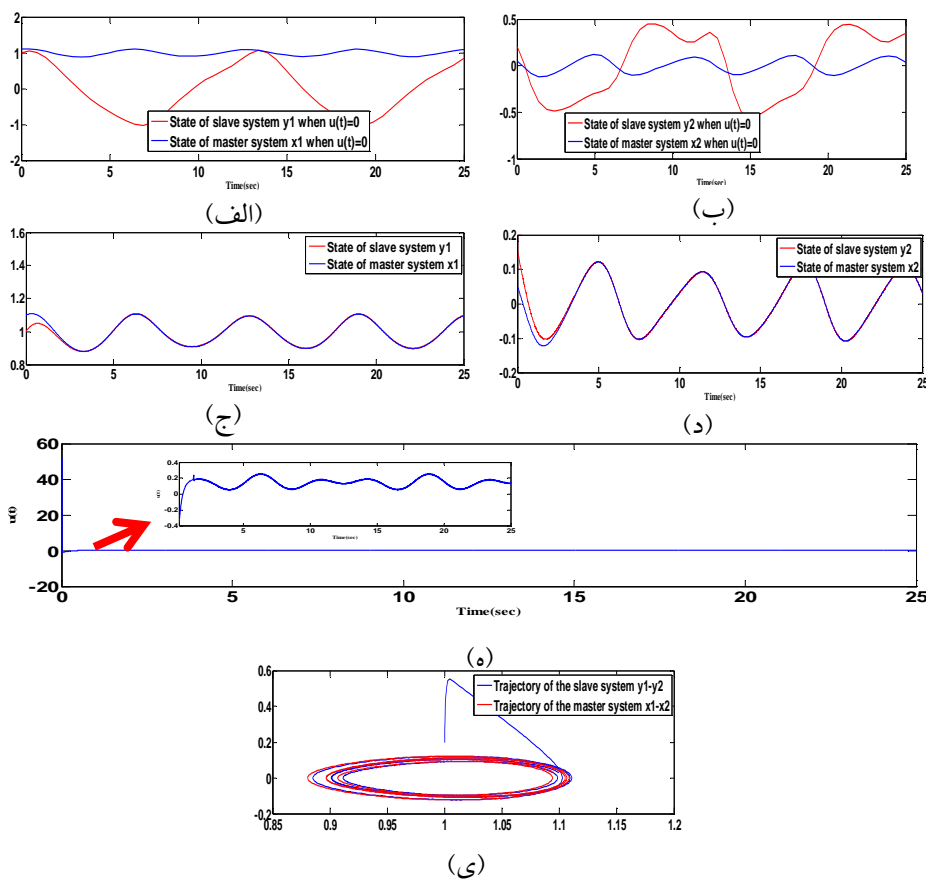 2
1
0
-1
-2
State of slave system y1 when u(t)=0
State of master system x1 when u(t)=0
0 5 10 15 20 25
Time(sec)
(الف)
0.5
0
-0.5
-1
State of slave system y2 when u(t)=0
State of master system x2 when u(t)=0
0 5 10 15 20 25
Time(sec)
(ب)
1.6
1.4
1.2
1
0.8
State of slave system y1
State of master system x1
0 5 10 15 20 25
Time(sec)
(ج)
0.2
0.1
0
-0.1
-0.2
State of slave system y2
State of master system x2
0 5 10 15 20 25
Time(sec)
(د)
60
40
20
0
-20
u(t)
0.4
0.2
0
-0.2
-0.4
u(t)
5 10 15 20 25
Time(sec)
0 5 10 15 20 25
Time(sec)
(ه)
0.6
0.4
0.2
0
-0.2
Trajectory of the slave system y1-y2
Trajectory of the master system x1-x2
0.85 0.9 0.95 1 1.05 1.1 1.15 1.2
(ی)